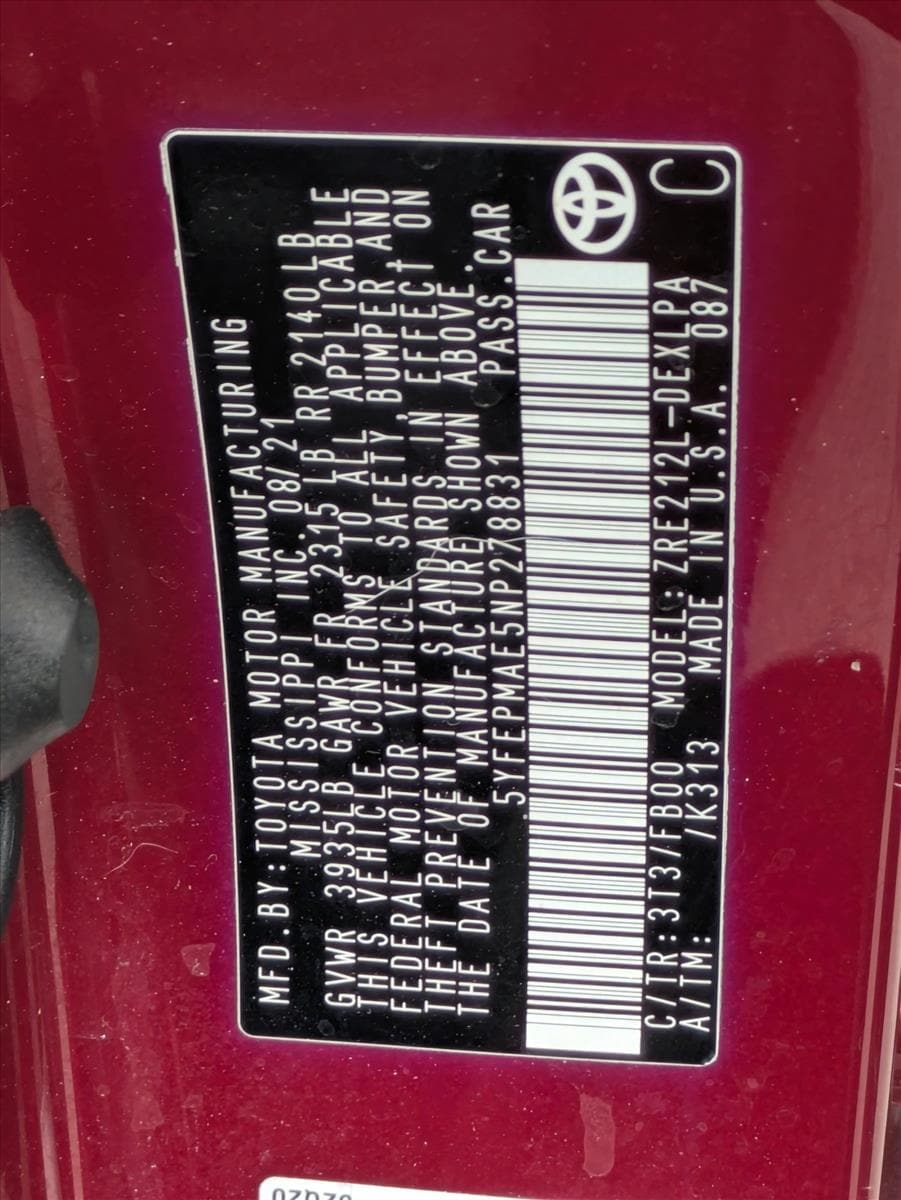 MFD.BY:TOYOTA MOTOR MANUFACTURING
MISSISSIPPI INC. 08/21
GVWR 3935LB GAWR FR 2315 LB RR 2140LB
THIS VEHICLE CONFORMS TO ALL APPLICABLE
FEDERAL MOTOR VEHICLE SAFETY, BUMPER AND
THEFT PREVENTION STANDARDS IN EFFECT ON
THE DATE OF MANUFACTURE SHOWN ABOVE.
5YFEPMAE5NP278831 PASS.CAR
C/TR:3T3/FB00 MODEL: ZRE212L-DEXLPA
A/TM: /K313 MADE IN U.S.A. 087 C